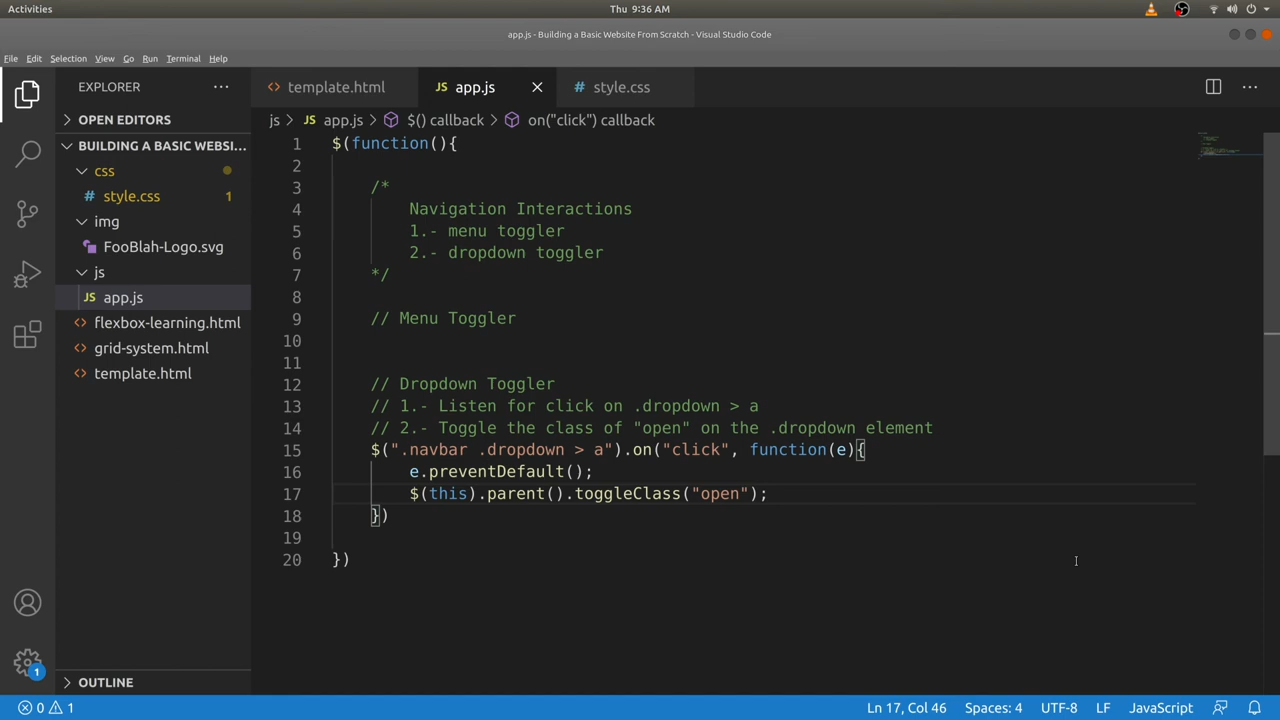 Activities
Thu 9:36 AM
app.js - Building a Basic Website From Scratch - Visual Studio Code
File Edit Selection View Go Run Terminal Help
EXPLORER
template.html
JS app.js
# style.css
OPEN EDITORS
js > JS app.js > $() callback > on("click") callback
BUILDING A BASIC WEBSI...
css
# style.css 1
img
FooBlah-Logo.svg
js
JS app.js
<> flexbox-learning.html
<> grid-system.html
<> template.html
OUTLINE
1 $(function(){
2
3 /*
4 Navigation Interactions
5 1.- menu toggler
6 2.- dropdown toggler
7 */
8
9 // Menu Toggler
10
11
12 // Dropdown Toggler
13 // 1.- Listen for click on .dropdown > a
14 // 2.- Toggle the class of "open" on the .dropdown element
15 $(".navbar .dropdown > a").on("click", function(e){
16 e.preventDefault();
17 $(this).parent().toggleClass("open");
18 })
19
20 })
1
0 1
Ln 17, Col 46 Spaces: 4 UTF-8 LF JavaScript